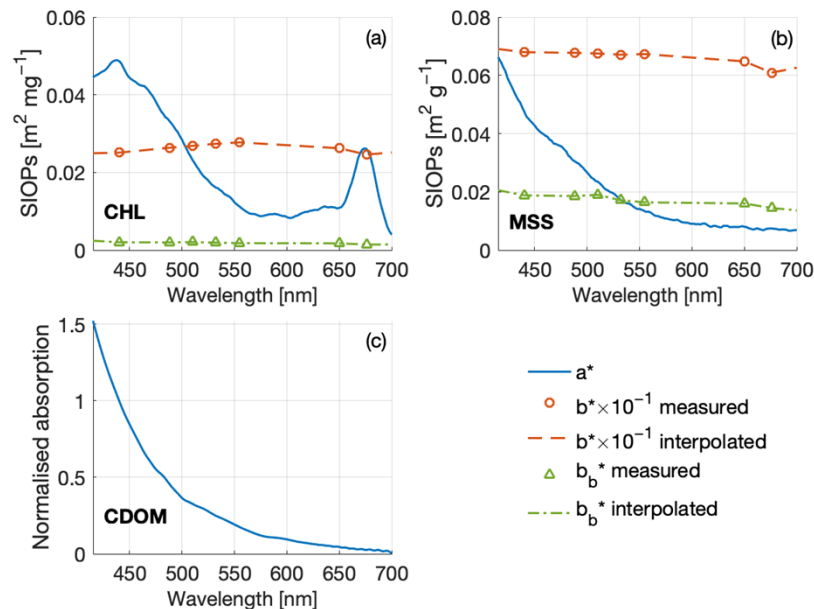 0.06
0.04
0.02
0
SIOPs [m² mg⁻¹]
(a)
CHL
450 500 550 600 650 700
Wavelength [nm]
0.08
0.06
0.04
0.02
0
SIOPs [m² g⁻¹]
(b)
MSS
450 500 550 600 650 700
Wavelength [nm]
1.5
1
0.5
0
Normalised absorption
(c)
CDOM
450 500 550 600 650 700
Wavelength [nm]
a*
b*×10⁻¹ measured
b*×10⁻¹ interpolated
b_b* measured
b_b* interpolated